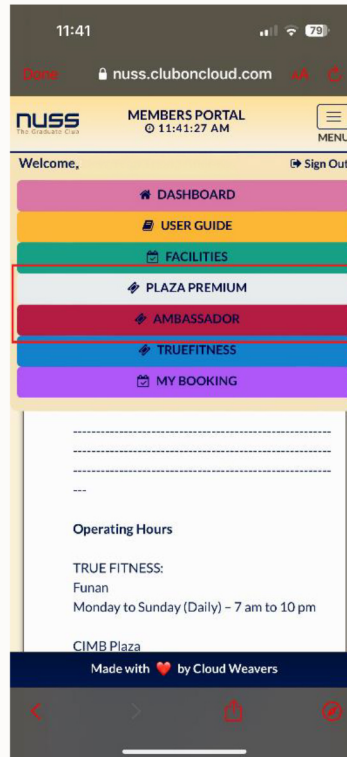 11:41
79
Done
nuss.cluboncloud.com
AA
nuss
The Graduate Club
MEMBERS PORTAL
11:41:27 AM
MENU
Welcome,
Sign Out
DASHBOARD
USER GUIDE
FACILITIES
PLAZA PREMIUM
AMBASSADOR
TRUEFITNESS
MY BOOKING
--------------------------------------------------------
--------------------------------------------------------
--------------------------------------------------------
---
Operating Hours
TRUE FITNESS:
Funan
Monday to Sunday (Daily) – 7 am to 10 pm
CIMB Plaza
Made with ❤️ by Cloud Weavers